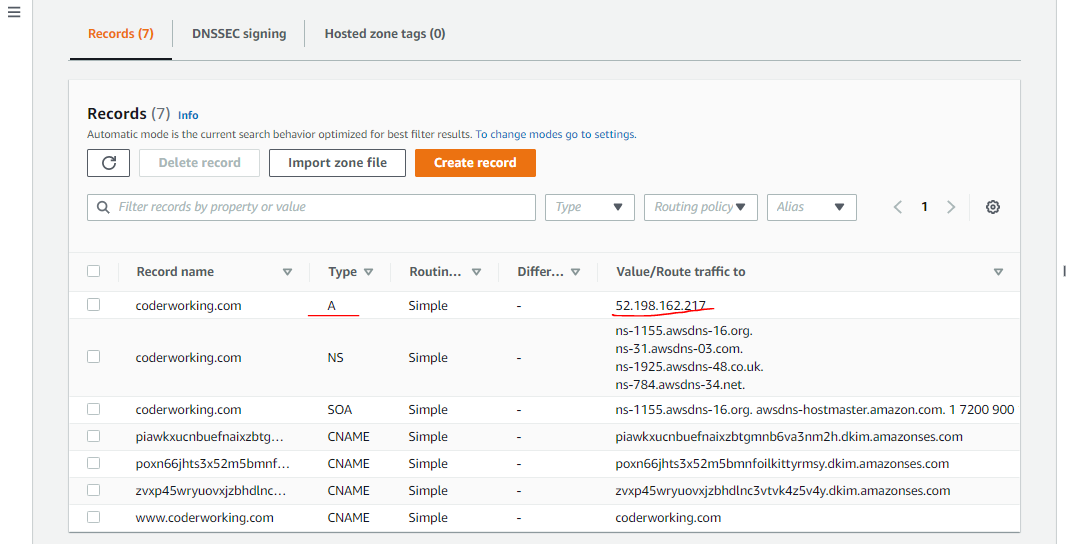 Records (7) DNSSEC signing Hosted zone tags (0)
Records (7) Info
Automatic mode is the current search behavior optimized for best filter results. To change modes go to settings.
Delete record Import zone file Create record
Filter records by property or value Type Routing policy Alias 1
Record name Type Routin... Differ... Value/Route traffic to
coderworking.com A Simple - 52.198.162.217
coderworking.com NS Simple - ns-1155.awsdns-16.org.
ns-31.awsdns-03.com.
ns-1925.awsdns-48.co.uk.
ns-784.awsdns-34.net.
coderworking.com SOA Simple - ns-1155.awsdns-16.org. awsdns-hostmaster.amazon.com. 1 7200 900
piawkxucnbuefnaixzbtg... CNAME Simple - piawkxucnbuefnaixzbtgmnb6va3nm2h.dkim.amazonses.com
poxn66jhts3x52m5bmnf... CNAME Simple - poxn66jhts3x52m5bmnfoilkittyrmsy.dkim.amazonses.com
zvxp45wryuovxjzbhdlnc... CNAME Simple - zvxp45wryuovxjzbhdlnc3vtvk4z5v4y.dkim.amazonses.com
www.coderworking.com CNAME Simple - coderworking.com